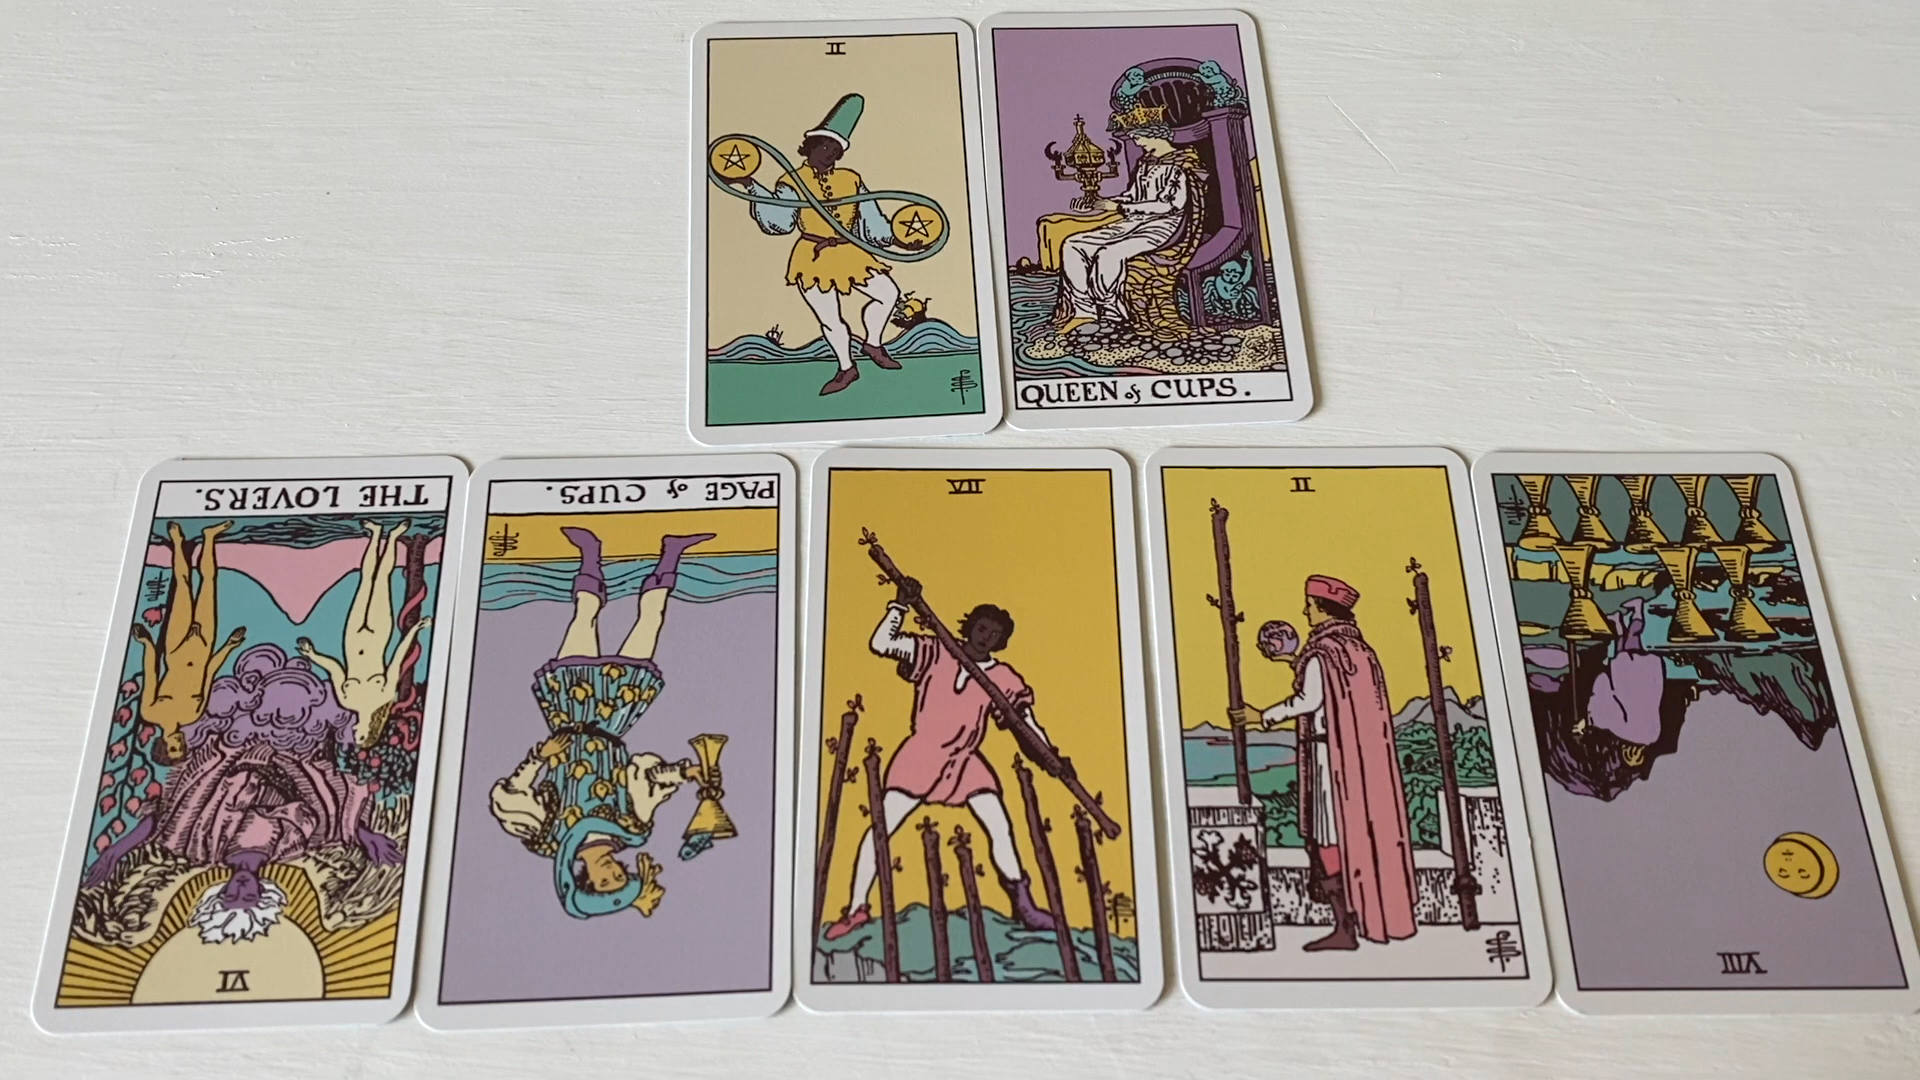 II
QUEEN of CUPS.
THE LOVERS.
VI
PAGE of CUPS.
VII
II
VIII